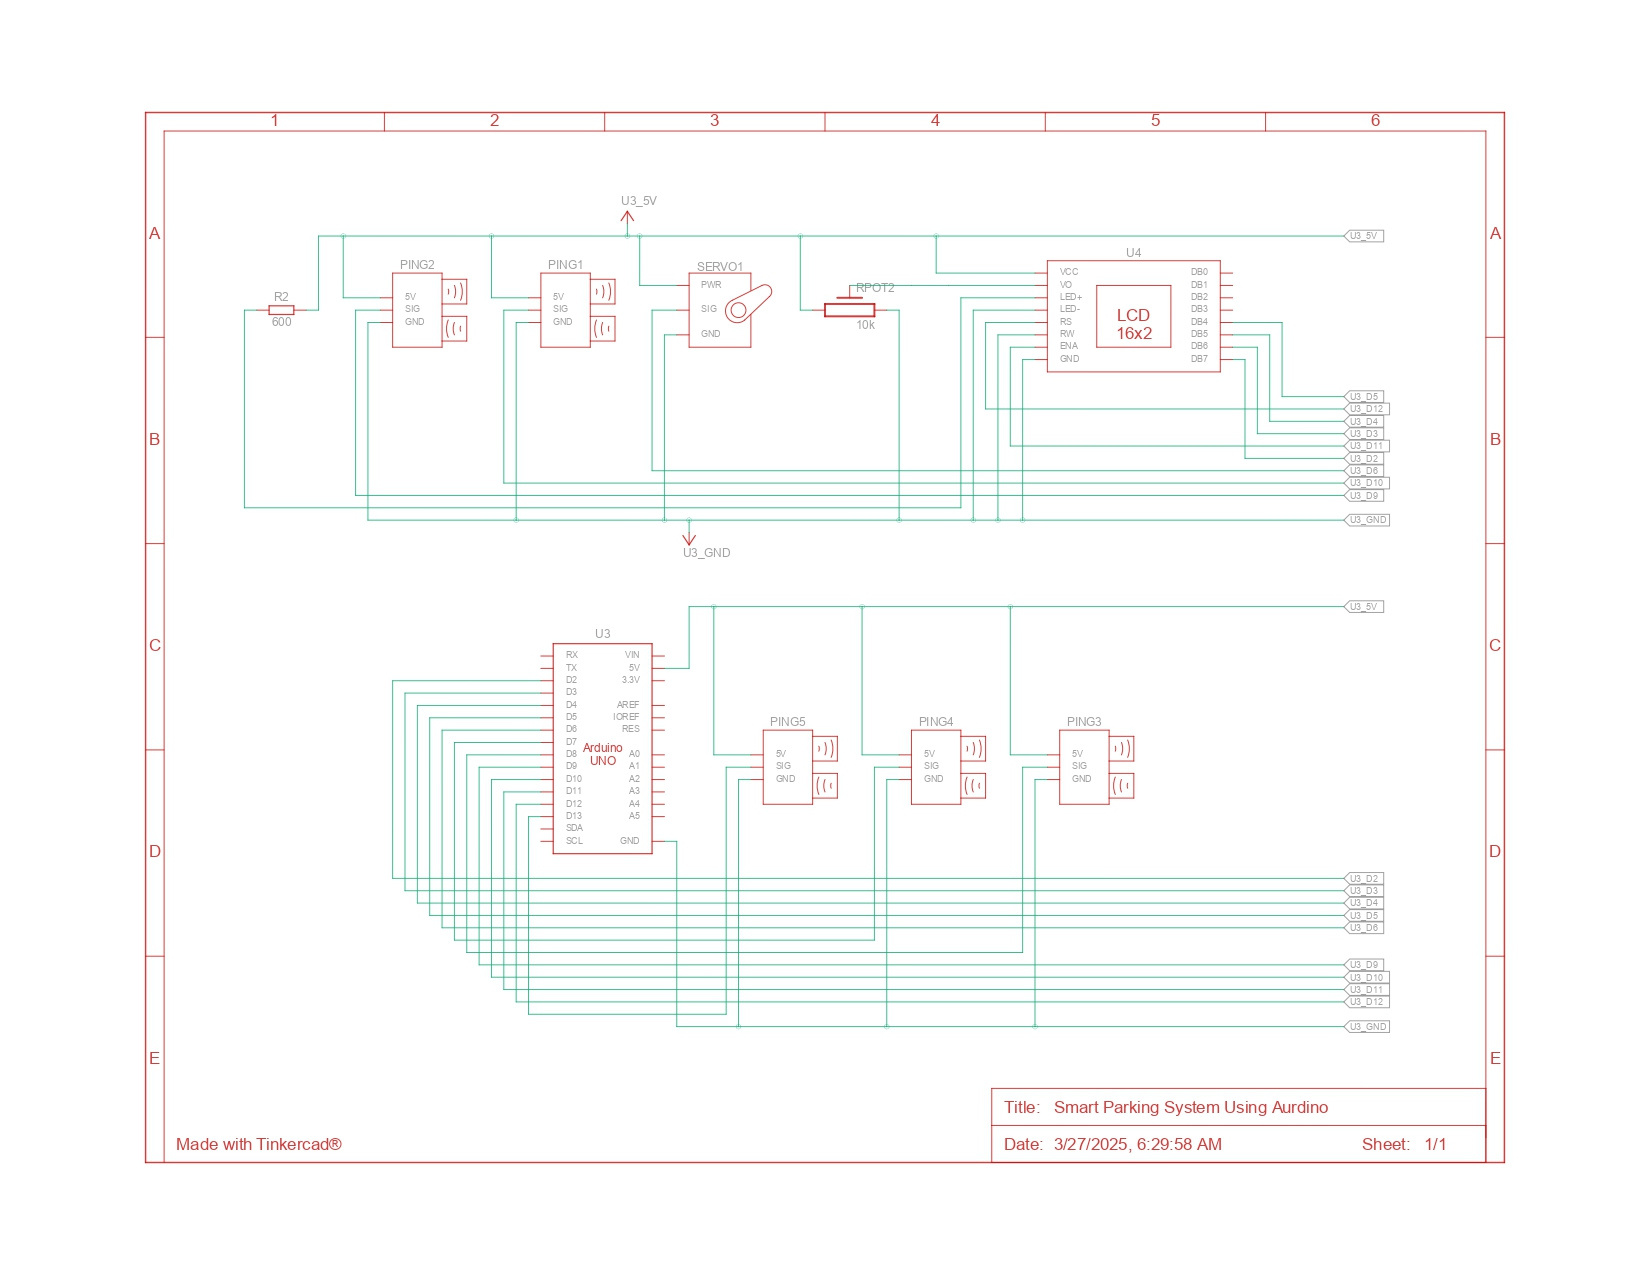 1 2 3 4 5 6
A A
B B
C C
D D
E E
U3_5V
U3_5V
R2
600
PING2
5V
SIG
GND
PING1
5V
SIG
GND
SERVO1
PWR
SIG
GND
RPOT2
10k
U4
VCC DB0
VO DB1
LED+ DB2
LED- DB3
RS DB4
RW DB5
ENA DB6
GND DB7
LCD
16x2
U3_D5
U3_D12
U3_D4
U3_D3
U3_D11
U3_D2
U3_D6
U3_D10
U3_D9
U3_GND
U3_GND
U3_5V
U3
RX VIN
TX 5V
D2 3.3V
D3
D4 AREF
D5 IOREF
D6 RES
D7
D8 A0
D9 A1
D10 A2
D11 A3
D12 A4
D13 A5
SDA
SCL GND
Arduino
UNO
PING5
5V
SIG
GND
PING4
5V
SIG
GND
PING3
5V
SIG
GND
U3_D2
U3_D3
U3_D4
U3_D5
U3_D6
U3_D9
U3_D10
U3_D11
U3_D12
U3_GND
Title: Smart Parking System Using Aurdino
Made with Tinkercad®
Date: 3/27/2025, 6:29:58 AM Sheet: 1/1